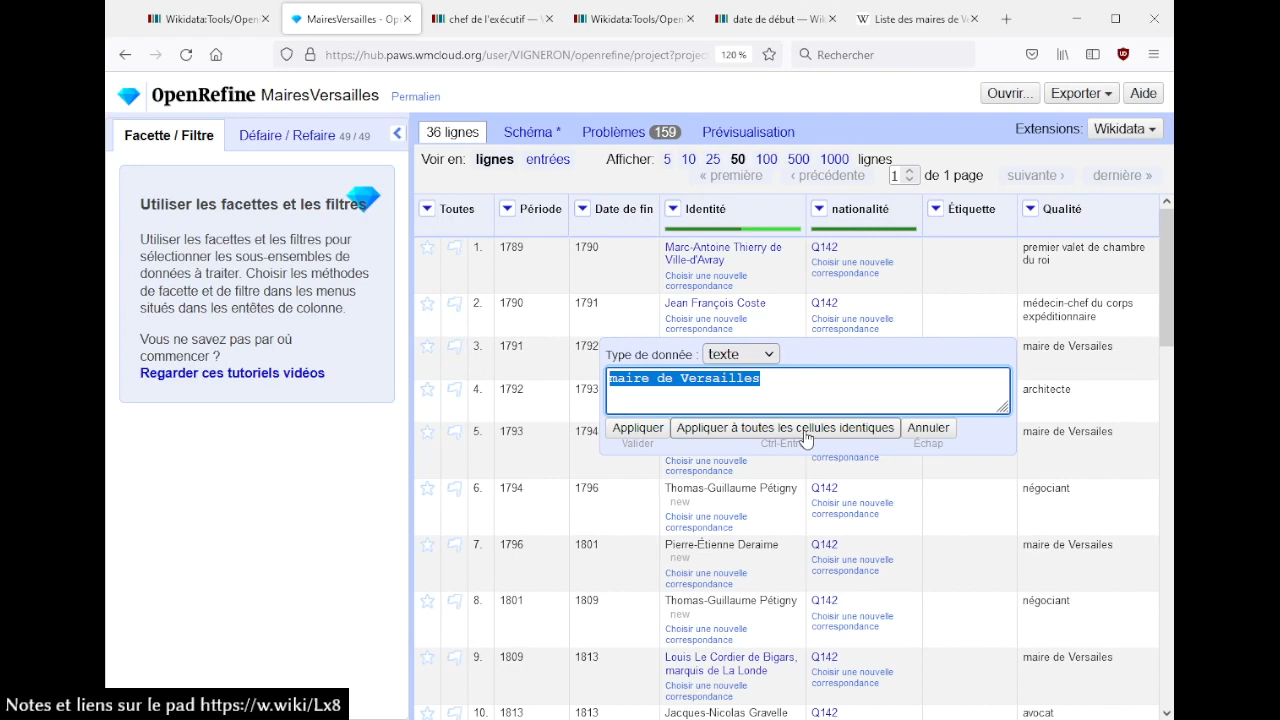 Wikidata:Tools/Open
MairesVersailles - Op
chef de l'exécutif — V
Wikidata:Tools/Open
date de début — Wik
Liste des maires de Ve
https://hub.paws.wmcloud.org/user/VIGNERON/openrefine/project?projec
120 %
Rechercher
OpenRefine MairesVersailles Permalien
Ouvrir... Exporter Aide
Facette / Filtre Défaire / Refaire 49 / 49
36 lignes Schéma * Problèmes 159 Prévisualisation
Extensions: Wikidata
Voir en: lignes entrées Afficher: 5 10 25 50 100 500 1000 lignes
« première ‹ précédente 1 de 1 page suivante › dernière »
Utiliser les facettes et les filtres
Utiliser les facettes et les filtres pour
sélectionner les sous-ensembles de
données à traiter. Choisir les méthodes
de facette et de filtre dans les menus
situés dans les entêtes de colonne.
Vous ne savez pas par où
commencer ?
Regarder ces tutoriels vidéos
Toutes Période Date de fin Identité nationalité Étiquette Qualité
1. 1789 1790 Marc-Antoine Thierry de Q142 premier valet de chambre
Ville-d'Avray Choisir une nouvelle du roi
Choisir une nouvelle correspondance
correspondance
2. 1790 1791 Jean François Coste Q142 médecin-chef du corps
Choisir une nouvelle Choisir une nouvelle expéditionnaire
correspondance correspondance
3. 1791 1792 maire de Versailles
Type de donnée : texte
maire de Versailles
4. 1792 1793 architecte
Appliquer Appliquer à toutes les cellules identiques Annuler
Valider Ctrl-Entr Échap
5. 1793 1794 maire de Versailles
Choisir une nouvelle correspondance
correspondance
6. 1794 1796 Thomas-Guillaume Pétigny Q142 négociant
new Choisir une nouvelle
Choisir une nouvelle correspondance
correspondance
7. 1796 1801 Pierre-Étienne Deraime Q142 maire de Versailles
new Choisir une nouvelle
Choisir une nouvelle correspondance
correspondance
8. 1801 1809 Thomas-Guillaume Pétigny Q142 négociant
new Choisir une nouvelle
Choisir une nouvelle correspondance
correspondance
9. 1809 1813 Louis Le Cordier de Bigars, Q142 maire de Versailles
marquis de La Londe Choisir une nouvelle
Choisir une nouvelle correspondance
correspondance
10. 1813 1813 Jacques-Nicolas Gravelle Q142 avocat
Notes et liens sur le pad https://w.wiki/Lx8